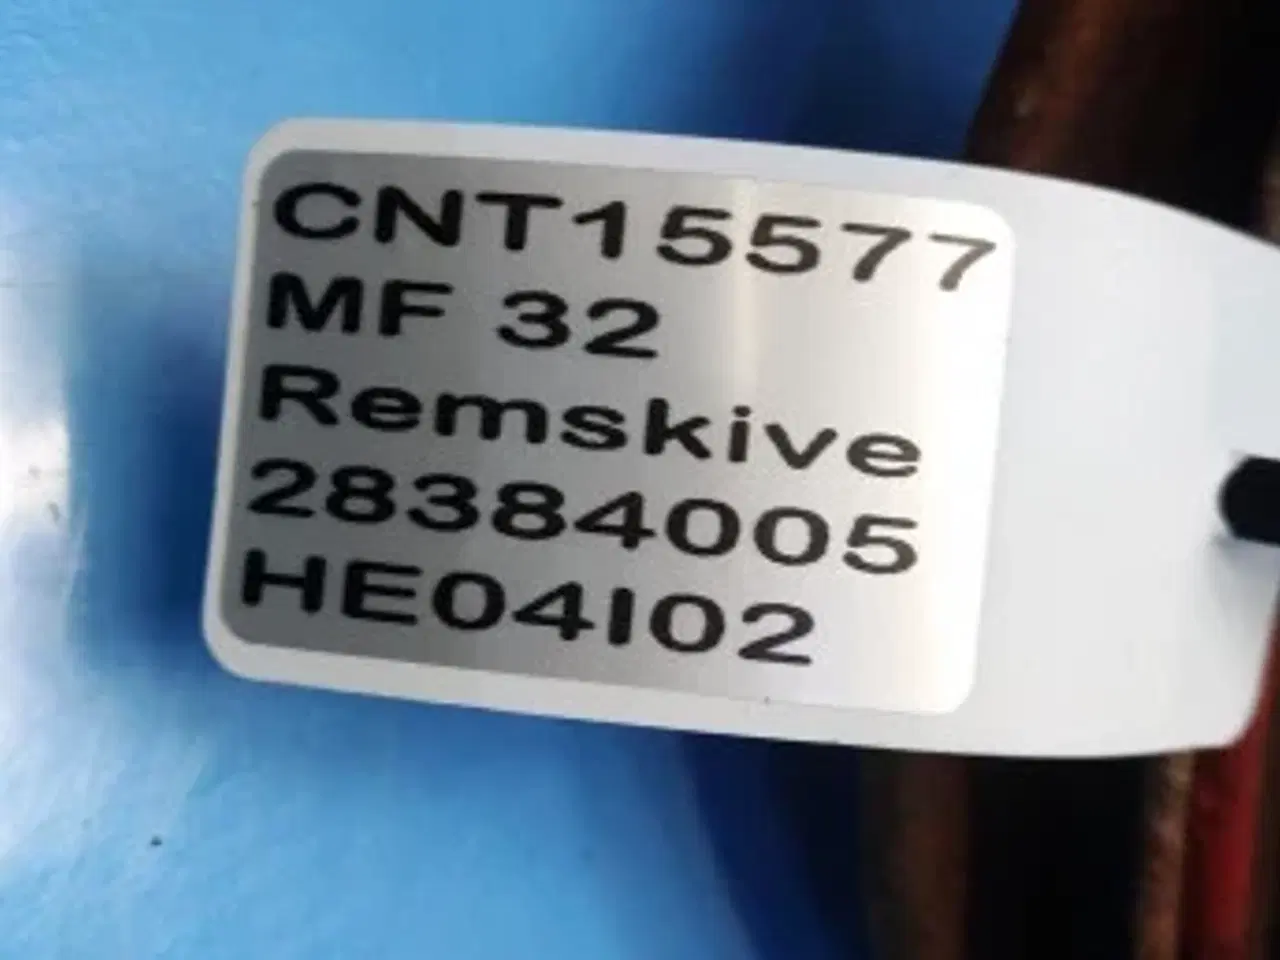 CNT15577
MF 32
Remskive
28384005
HE04I02